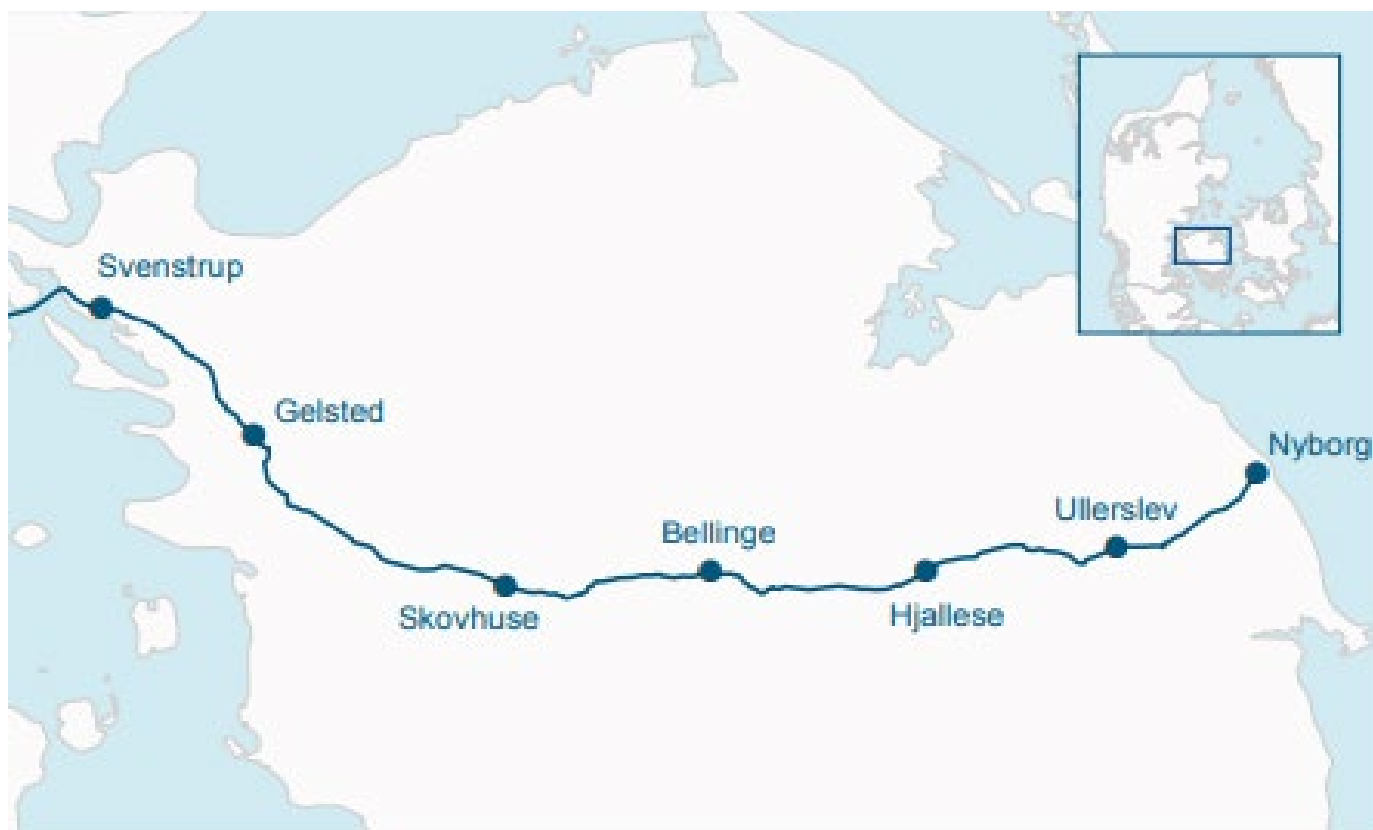 Svenstrup
Gelsted
Nyborg
Ullerslev
Bellinge
Skovhuse
Hjallese